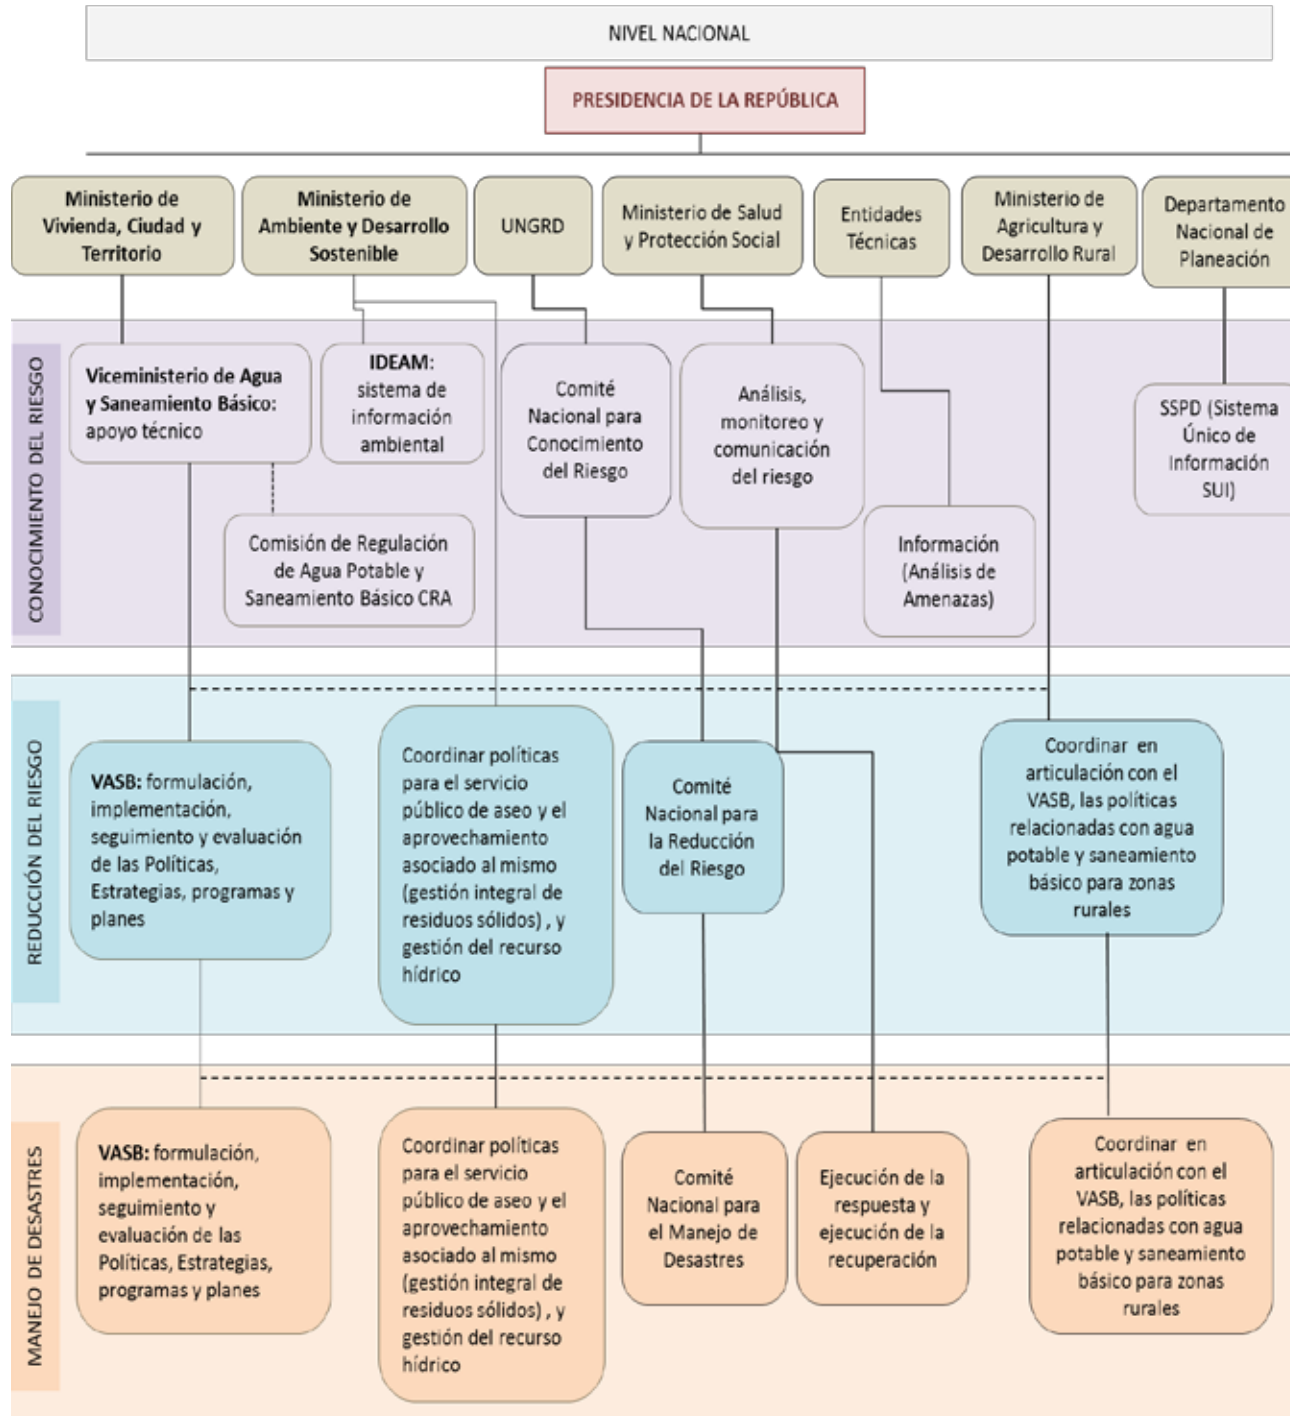 NIVEL NACIONAL
PRESIDENCIA DE LA REPÚBLICA
Ministerio de
Vivienda, Ciudad y
Territorio
Ministerio de
Ambiente y Desarrollo
Sostenible
UNGRD
Ministerio de Salud
y Protección Social
Entidades
Técnicas
Ministerio de
Agricultura y
Desarrollo Rural
Departamento
Nacional de
Planeación
CONOCIMIENTO DEL RIESGO
Viceministerio de Agua
y Saneamiento Básico:
apoyo técnico
IDEAM:
sistema de
información
ambiental
Comité
Nacional para
Conocimiento
del Riesgo
Análisis,
monitoreo y
comunicación
del riesgo
SSPD (Sistema
Único de
Información
SUI)
Comisión de Regulación
de Agua Potable y
Saneamiento Básico CRA
Información
(Análisis de
Amenazas)
REDUCCIÓN DEL RIESGO
VASB: formulación,
implementación,
seguimiento y evaluación
de las Políticas,
Estrategias, programas y
planes
Coordinar políticas
para el servicio
público de aseo y el
aprovechamiento
asociado al mismo
(gestión integral de
residuos sólidos) , y
gestión del recurso
hídrico
Comité
Nacional para
la Reducción
del Riesgo
Coordinar en
articulación con el
VASB, las políticas
relacionadas con agua
potable y saneamiento
básico para zonas
rurales
MANEJO DE DESASTRES
VASB: formulación,
implementación,
seguimiento y
evaluación de las
Políticas, Estrategias,
programas y planes
Coordinar políticas
para el servicio
público de aseo y el
aprovechamiento
asociado al mismo
(gestión integral de
residuos sólidos) , y
gestión del recurso
hídrico
Comité
Nacional para
el Manejo de
Desastres
Ejecución de la
respuesta y
ejecución de la
recuperación
Coordinar en
articulación con el
VASB, las políticas
relacionadas con agua
potable y saneamiento
básico para zonas
rurales